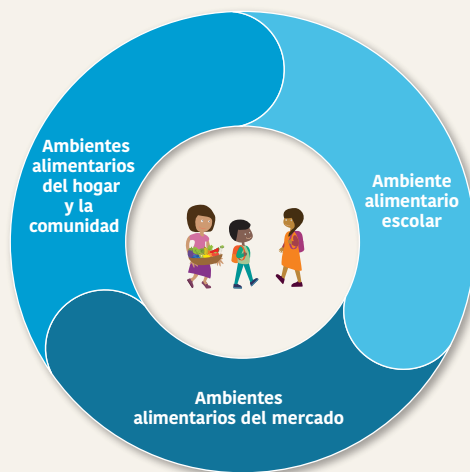 Ambientes
alimentarios
del hogar
y la
comunidad
Ambiente
alimentario
escolar
Ambientes
alimentarios del mercado